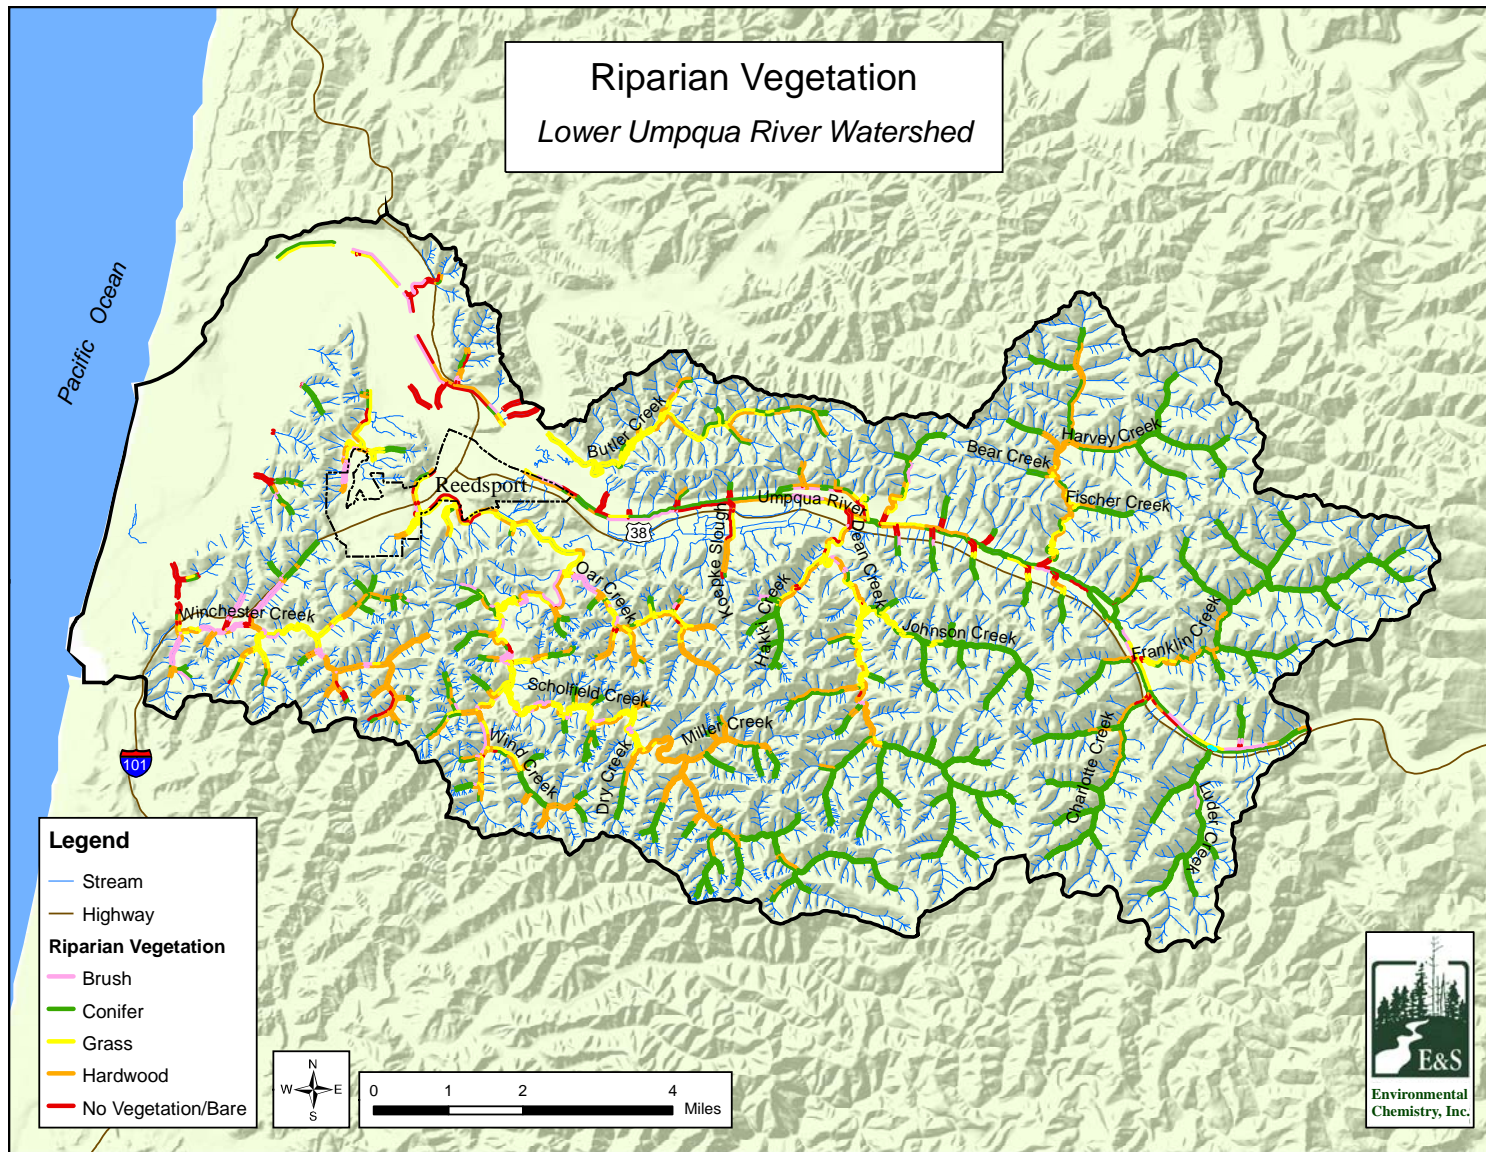 Riparian Vegetation
Lower Umpqua River Watershed
Pacific Ocean
Butler Creek
Harvey Creek
Bear Creek
Reedsport
Umpqua River
Fischer Creek
38
Koepke Slough
Dean Creek
Oar Creek
Hakki Creek
Winchester Creek
Johnson Creek
Franklin Creek
Scholfield Creek
Miller Creek
Wind Creek
Dry Creek
Charlotte Creek
Luder Creek
101
Legend
Stream
Highway
Riparian Vegetation
Brush
Conifer
Grass
Hardwood
No Vegetation/Bare
N
W E
S
0 1 2 4
Miles
E&S
Environmental
Chemistry, Inc.